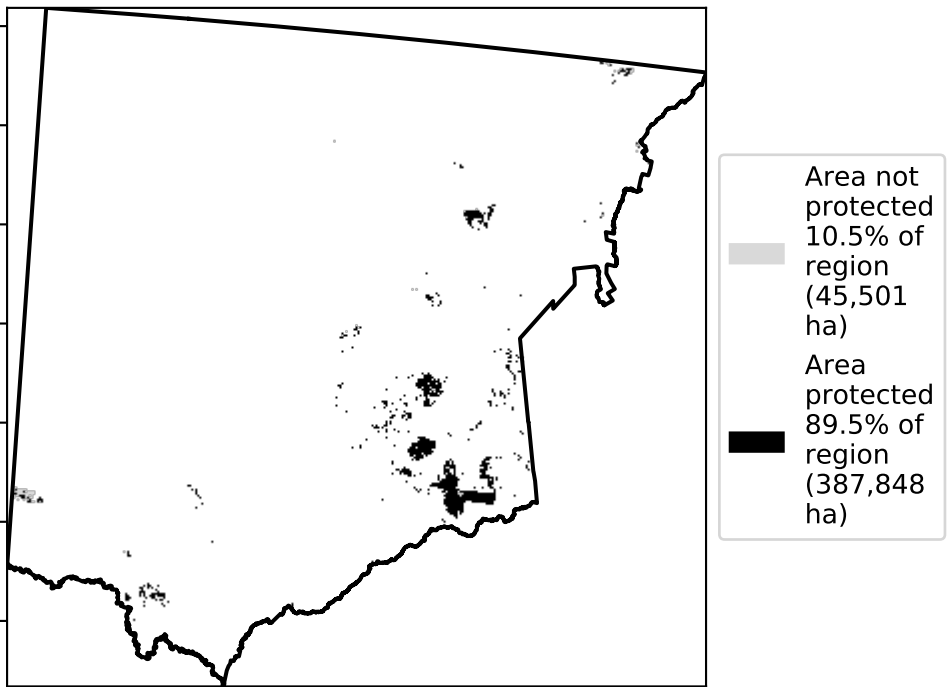 Area not
protected
10.5% of
region
(45,501
ha)
Area
protected
89.5% of
region
(387,848
ha)